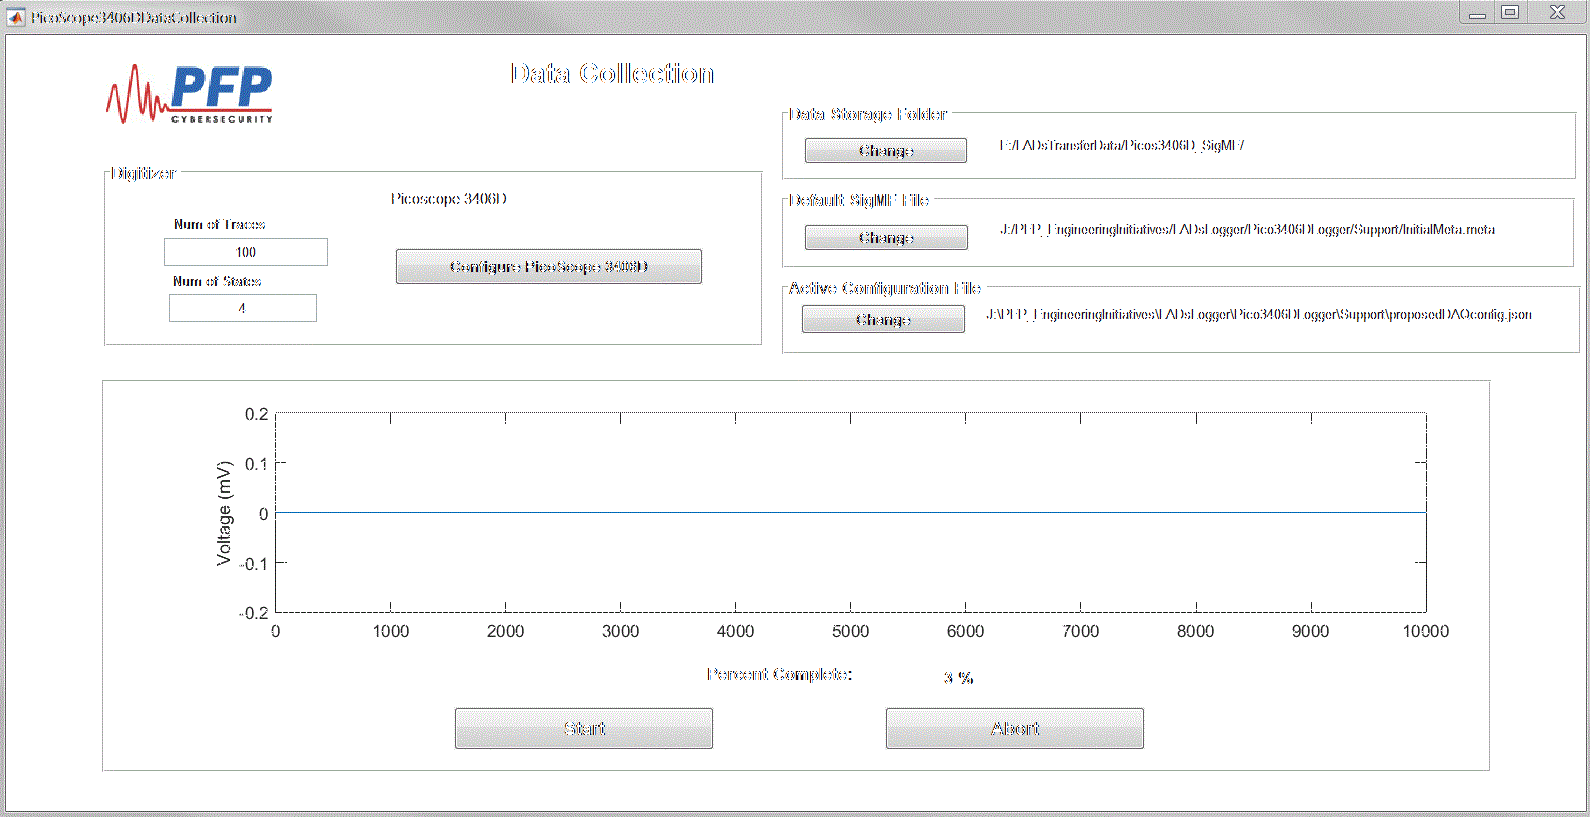 PicoScope3406DDataCollection
PFP
CYBERSECURITY
Data Collection
Data Storage Folder
Change
F:/LADsTransferData/Picos3406D_SigMF/
Digitizer
Picoscope 3406D
Num of Traces
100
Num of States
4
Configure PicoScope 3406D
Default SigMF File
Change
J:/PFP_EngineeringInitiatives/LADsLogger/Pico3406DLogger/Support/InitialMeta.meta
Active Configuration File
Change
J:\PFP_EngineeringInitiatives\LADsLogger\Pico3406DLogger\Support\proposedDAQconfig.json
Voltage (mV)
0.2
0.1
0
-0.1
-0.2
0 1000 2000 3000 4000 5000 6000 7000 8000 9000 10000
Percent Complete: 3 %
Start
Abort